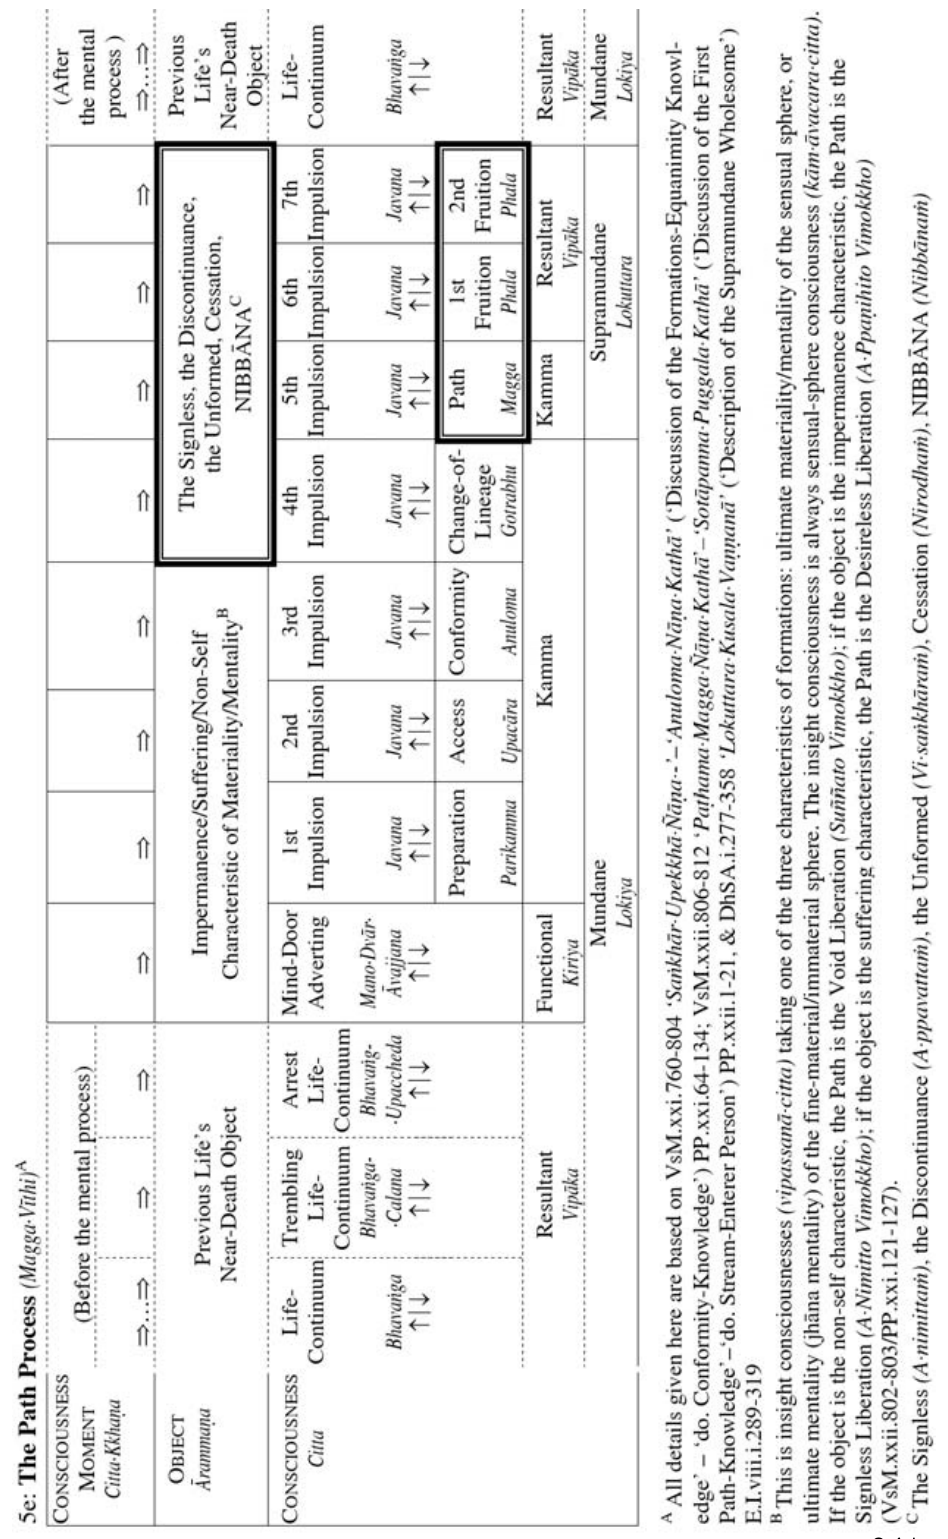 5e: The Path Process (Magga·Vīthi)A
CONSCIOUSNESS MOMENT Citta·Kkhaṇa
(Before the mental process)
⇒…⇒ ⇒ ⇒ ⇒ ⇒ ⇒ ⇒ ⇒ ⇒ ⇒ ⇒
(After the mental process )
⇒…⇒
OBJECT Ārammaṇa
Previous Life's Near-Death Object
Impermanence/Suffering/Non-Self Characteristic of Materiality/MentalityB
The Signless, the Discontinuance, the Unformed, Cessation, NIBBĀNAC
Previous Life's Near-Death Object
CONSCIOUSNESS Citta
Life-Continuum Bhavaṅga ↑|↓
Trembling Life-Continuum Bhavaṅga-·Calana ↑|↓
Arrest Life-Continuum Bhavaṅg-·Upaccheda ↑|↓
Mind-Door Adverting Mano·Dvār·Āvajjana ↑|↓
1st Impulsion Javana ↑|↓
2nd Impulsion Javana ↑|↓
3rd Impulsion Javana ↑|↓
4th Impulsion Javana ↑|↓
5th Impulsion Javana ↑|↓
6th Impulsion Javana ↑|↓
7th Impulsion Javana ↑|↓
Life-Continuum Bhavaṅga ↑|↓
Preparation Parikamma
Access Upacāra
Conformity Anuloma
Change-of-Lineage Gotrabhu
Path Magga
1st Fruition Phala
2nd Fruition Phala
Resultant Vipāka
Functional Kiriya
Kamma
Kamma
Resultant Vipāka
Resultant Vipāka
Mundane Lokiya
Supramundane Lokuttara
Mundane Lokiya
A All details given here are based on VsM.xxi.760-804 'Saṅkhār·Upekkhā·Ñāṇa·-'–'Anuloma·Ñāṇa·Kathā' ('Discussion of the Formations-Equanimity Knowl-
edge' – 'do. Conformity-Knowledge') PP.xxi.64-134; VsM.xxii.806-812 'Paṭhama·Magga·Ñāṇa·Kathā'–'Sotāpanna·Puggala·Kathā' ('Discussion of the First
Path-Knowledge'–'do. Stream-Enterer Person') PP.xxii.1-21, & DhSA.i.277-358 'Lokuttara·Kusala·Vaṇṇanā' ('Description of the Supramundane Wholesome')
E.I.viii.i.289-319
B This is insight consciousnesses (vipassanā·citta) taking one of the three characteristics of formations: ultimate materiality/mentality of the sensual sphere, or
ultimate mentality (jhāna mentality) of the fine-material/immaterial sphere. The insight consciousness is always sensual-sphere consciousness (kām·āvacara·citta).
If the object is the non-self characteristic, the Path is the Void Liberation (Suññato Vimokkho); if the object is the impermanence characteristic, the Path is the
Signless Liberation (A·Nimitto Vimokkho); if the object is the suffering characteristic, the Path is the Desireless Liberation (A·Ppaṇihito Vimokkho)
(VsM.xxii.802-803/PP.xxi.121-127).
C The Signless (A·nimittaṁ), the Discontinuance (A·ppavattaṁ), the Unformed (Vi·saṅkhāraṁ), Cessation (Nirodhaṁ), NIBBĀNA (Nibbānaṁ)